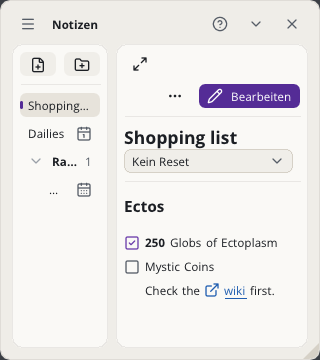 Notizen
Shopping...
Dailies
Ra... 1
...
Bearbeiten
Shopping list
Kein Reset
Ectos
250 Globs of Ectoplasm
Mystic Coins
Check the wiki first.